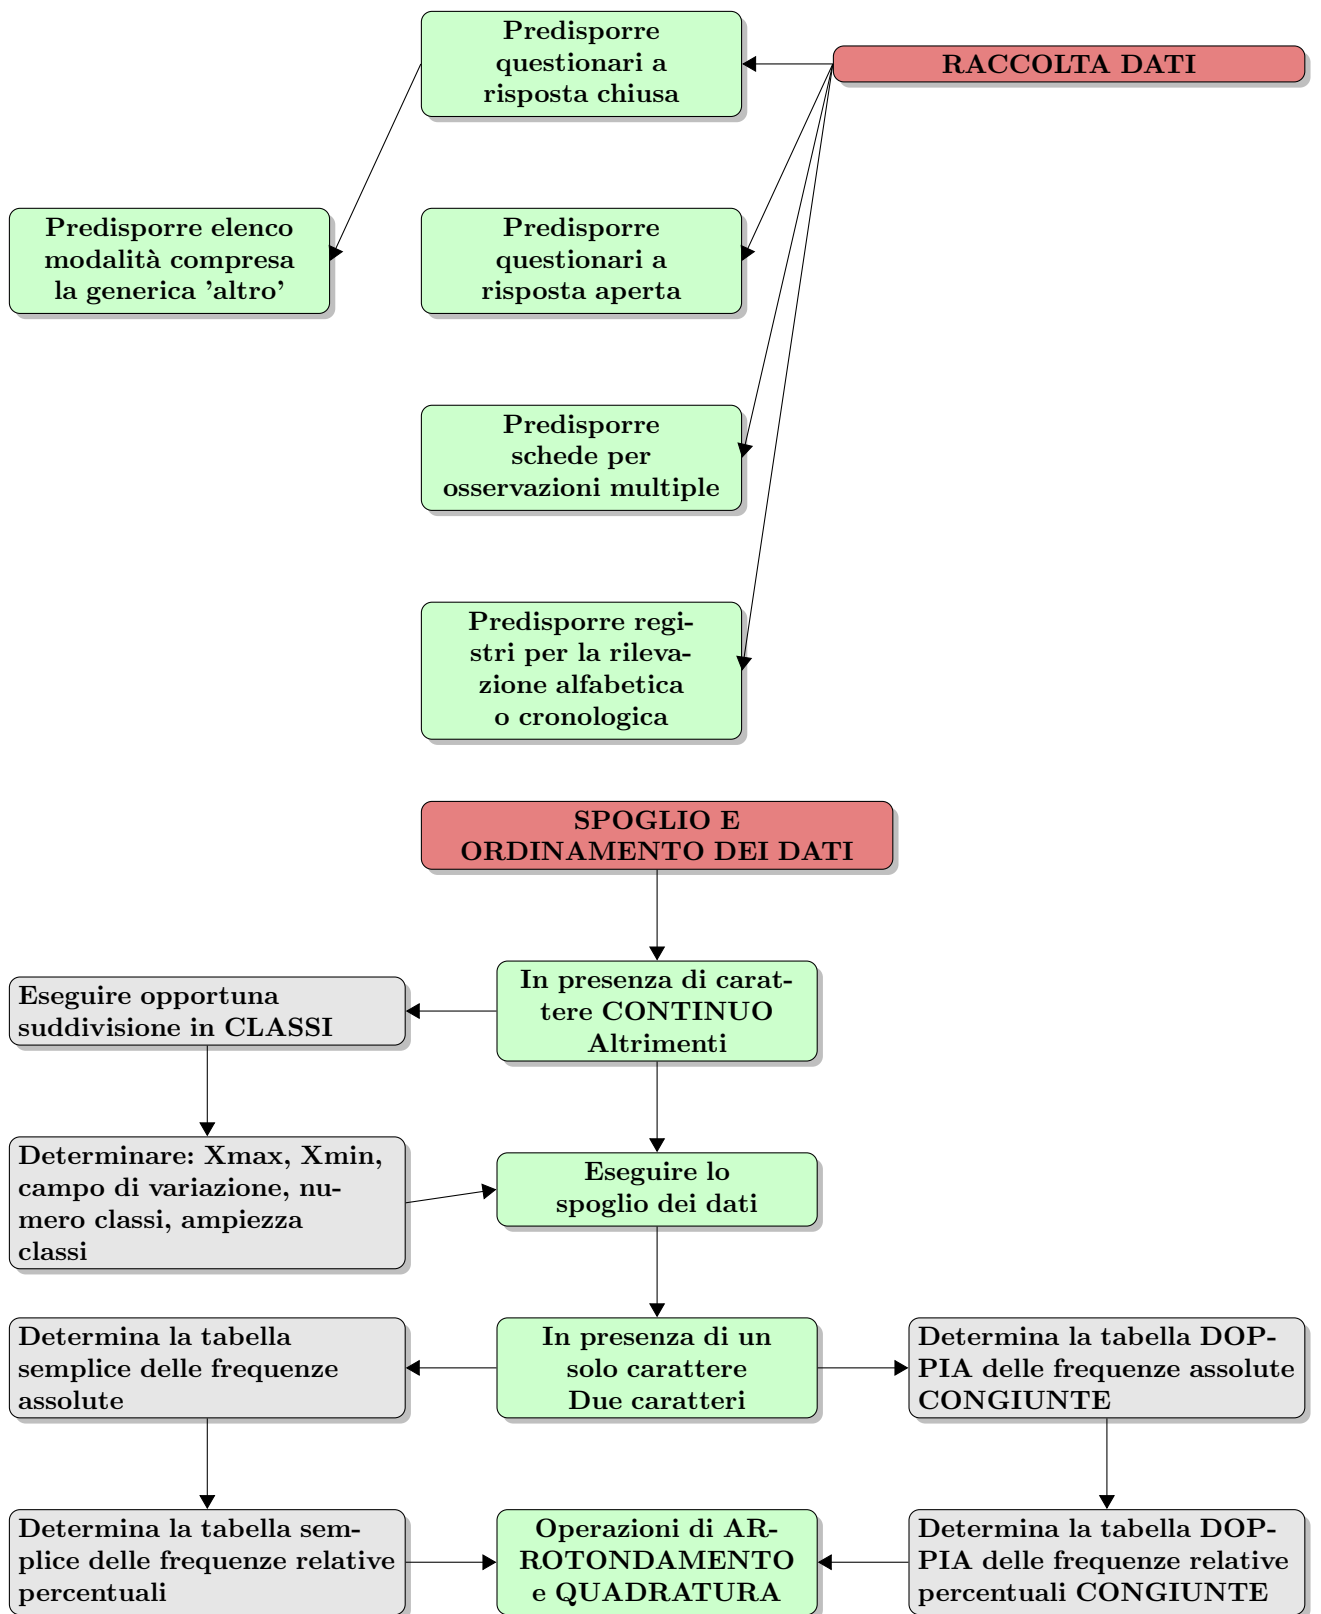 Predisporre
questionari a
risposta chiusa
RACCOLTA DATI
Predisporre elenco
modalità compresa
la generica 'altro'
Predisporre
questionari a
risposta aperta
Predisporre
schede per
osservazioni multiple
Predisporre regi-
stri per la rileva-
zione alfabetica
o cronologica
SPOGLIO E
ORDINAMENTO DEI DATI
In presenza di carat-
tere CONTINUO
Altrimenti
Eseguire opportuna
suddivisione in CLASSI
Determinare: Xmax, Xmin,
campo di variazione, nu-
mero classi, ampiezza
classi
Eseguire lo
spoglio dei dati
Determina la tabella
semplice delle frequenze
assolute
In presenza di un
solo carattere
Due caratteri
Determina la tabella DOP-
PIA delle frequenze assolute
CONGIUNTE
Determina la tabella sem-
plice delle frequenze relative
percentuali
Operazioni di AR-
ROTONDAMENTO
e QUADRATURA
Determina la tabella DOP-
PIA delle frequenze relative
percentuali CONGIUNTE